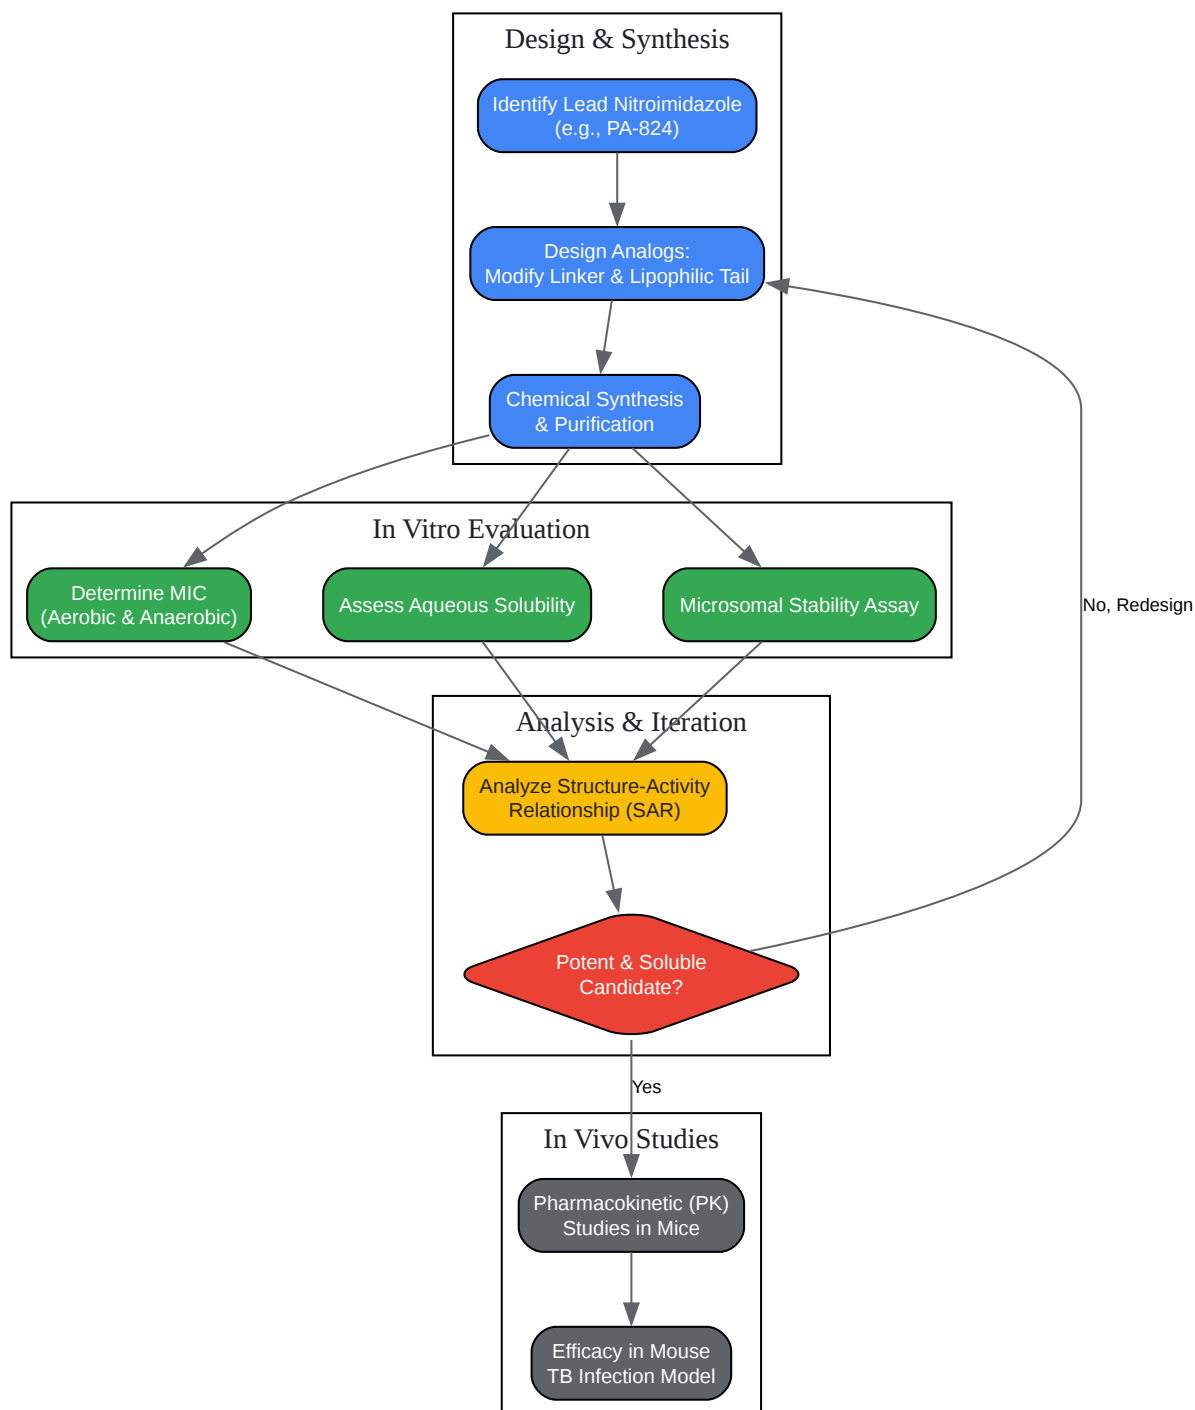 Design & Synthesis
Identify Lead Nitroimidazole
(e.g., PA-824)
Design Analogs:
Modify Linker & Lipophilic Tail
Chemical Synthesis
& Purification
In Vitro Evaluation
Determine MIC
(Aerobic & Anaerobic)
Assess Aqueous Solubility
Microsomal Stability Assay
No, Redesign
Analysis & Iteration
Analyze Structure-Activity
Relationship (SAR)
Potent & Soluble
Candidate?
Yes
In Vivo Studies
Pharmacokinetic (PK)
Studies in Mice
Efficacy in Mouse
TB Infection Model